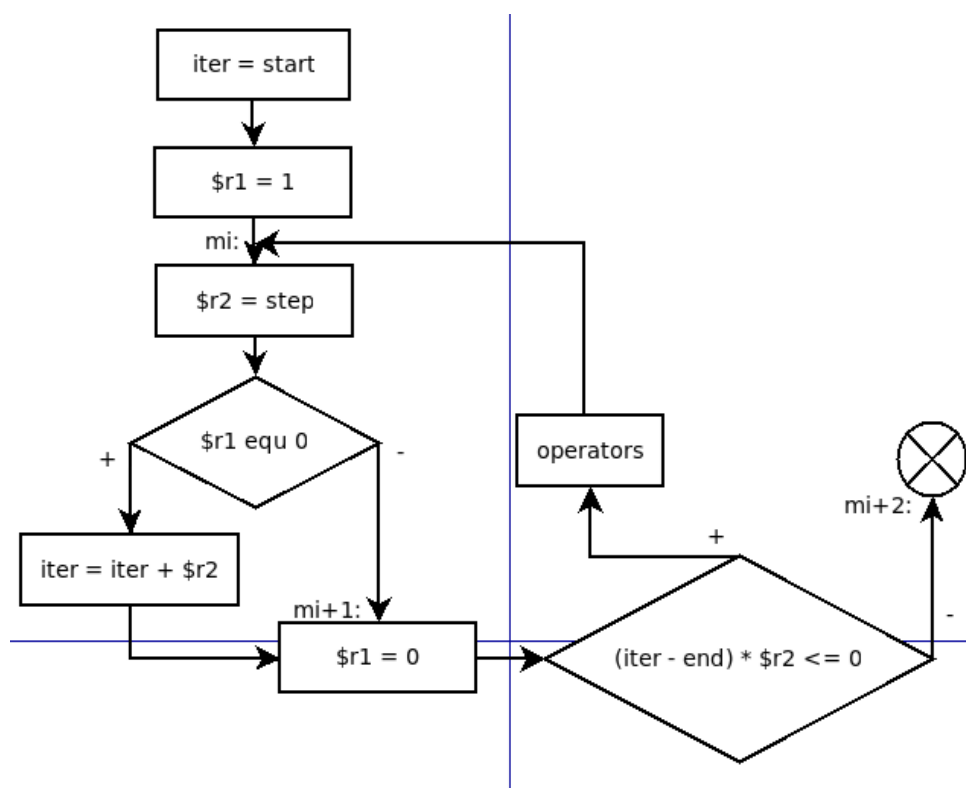 iter = start
$r1 = 1
mi:
$r2 = step
$r1 equ 0
+
-
iter = iter + $r2
mi+1:
$r1 = 0
(iter - end) * $r2 <= 0
+
operators
-
mi+2: